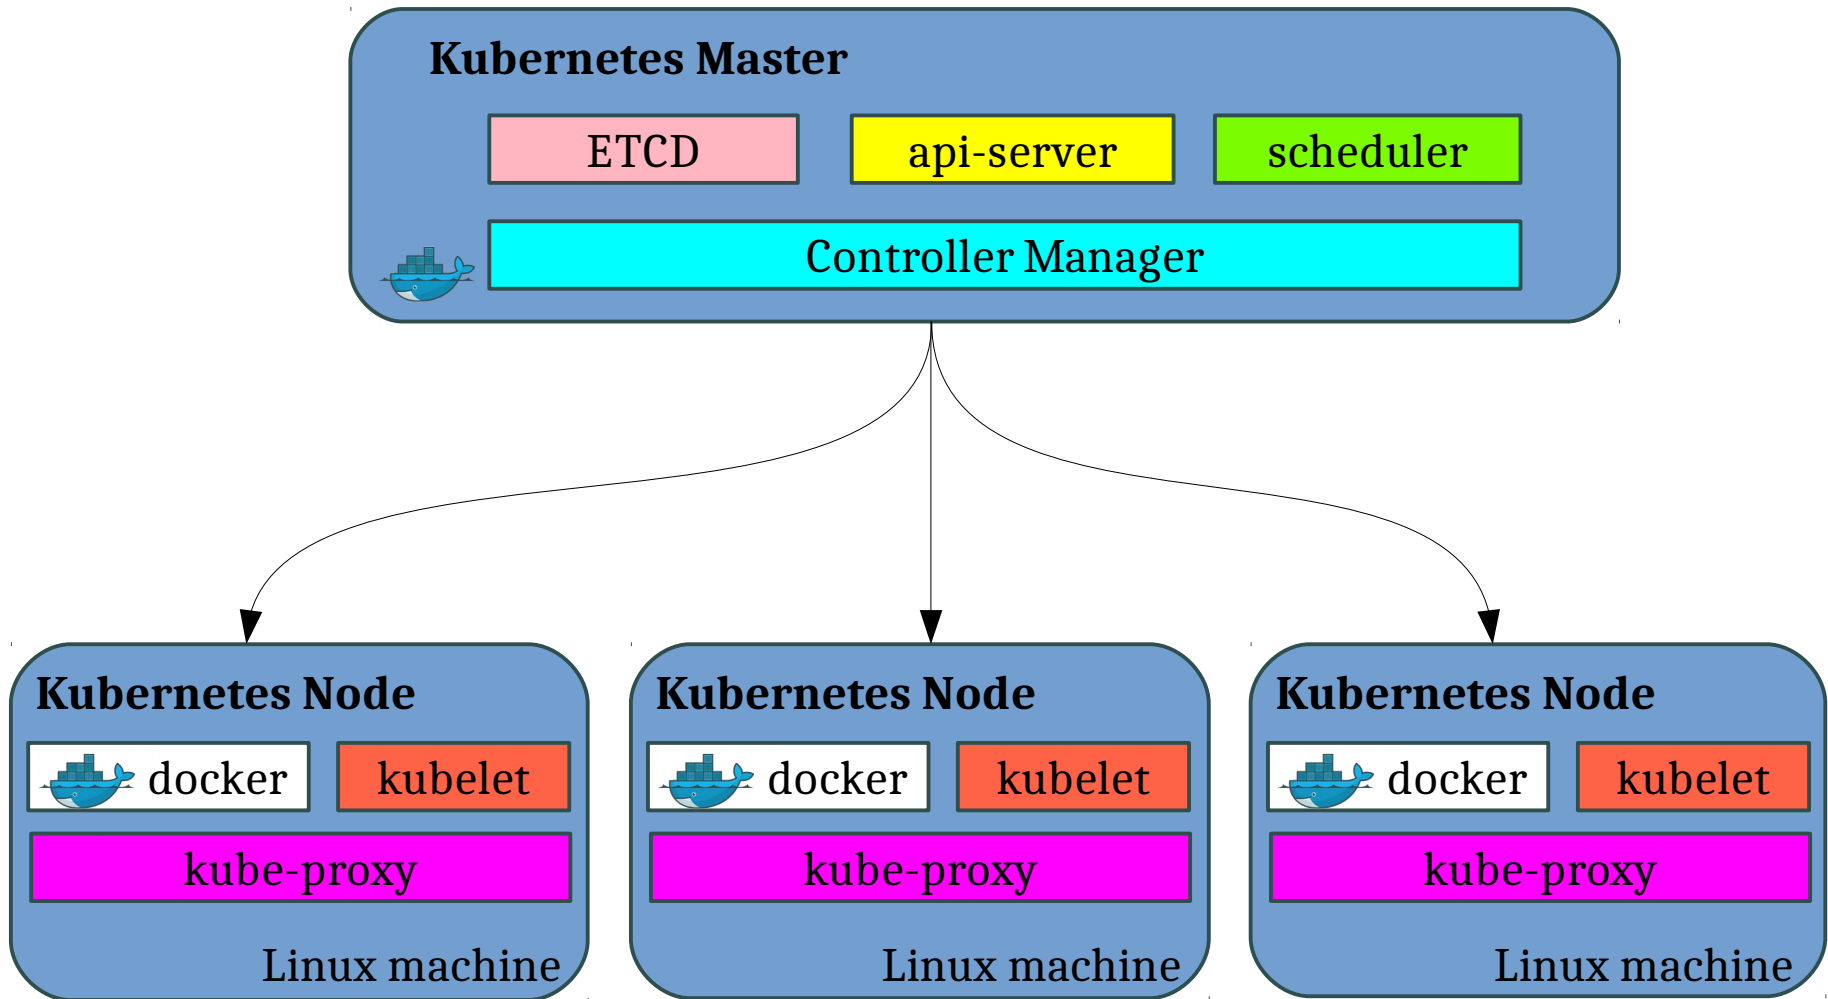 Kubernetes Master
ETCD
api-server
scheduler
Controller Manager
Kubernetes Node
docker
kubelet
kube-proxy
Linux machine
Kubernetes Node
docker
kubelet
kube-proxy
Linux machine
Kubernetes Node
docker
kubelet
kube-proxy
Linux machine